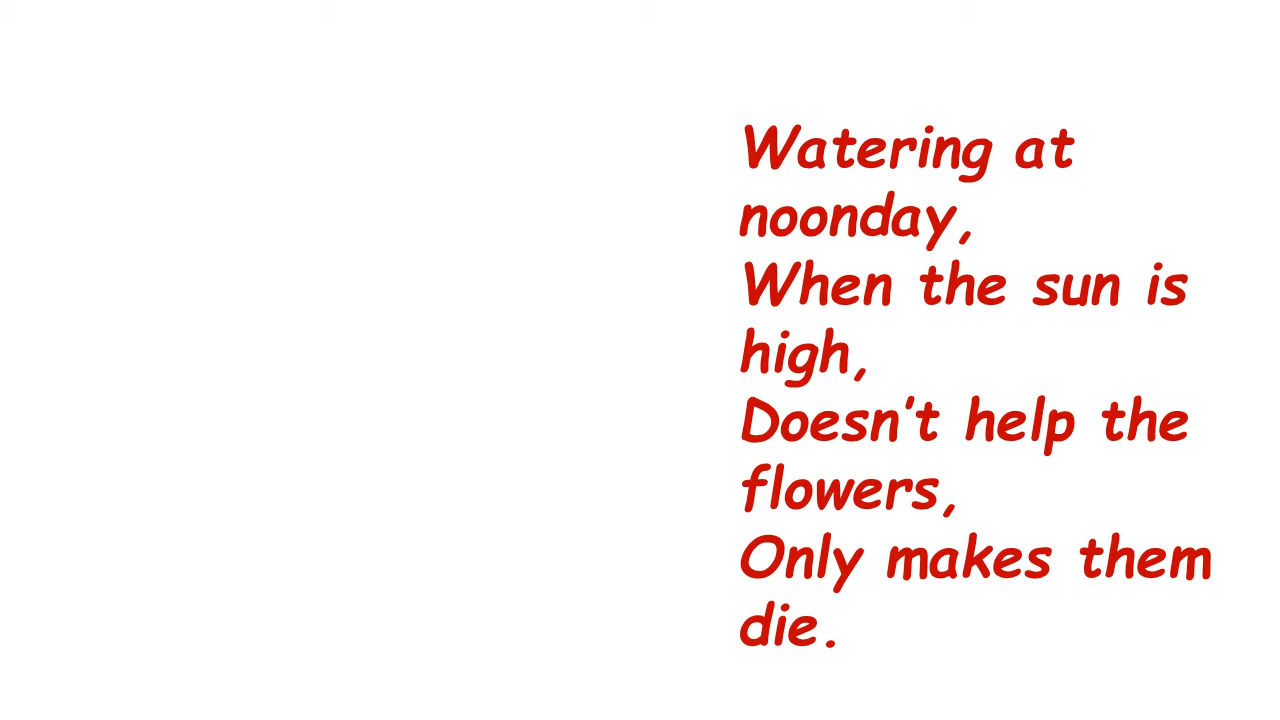 Watering at
noonday,
When the sun is
high,
Doesn't help the
flowers,
Only makes them
die.